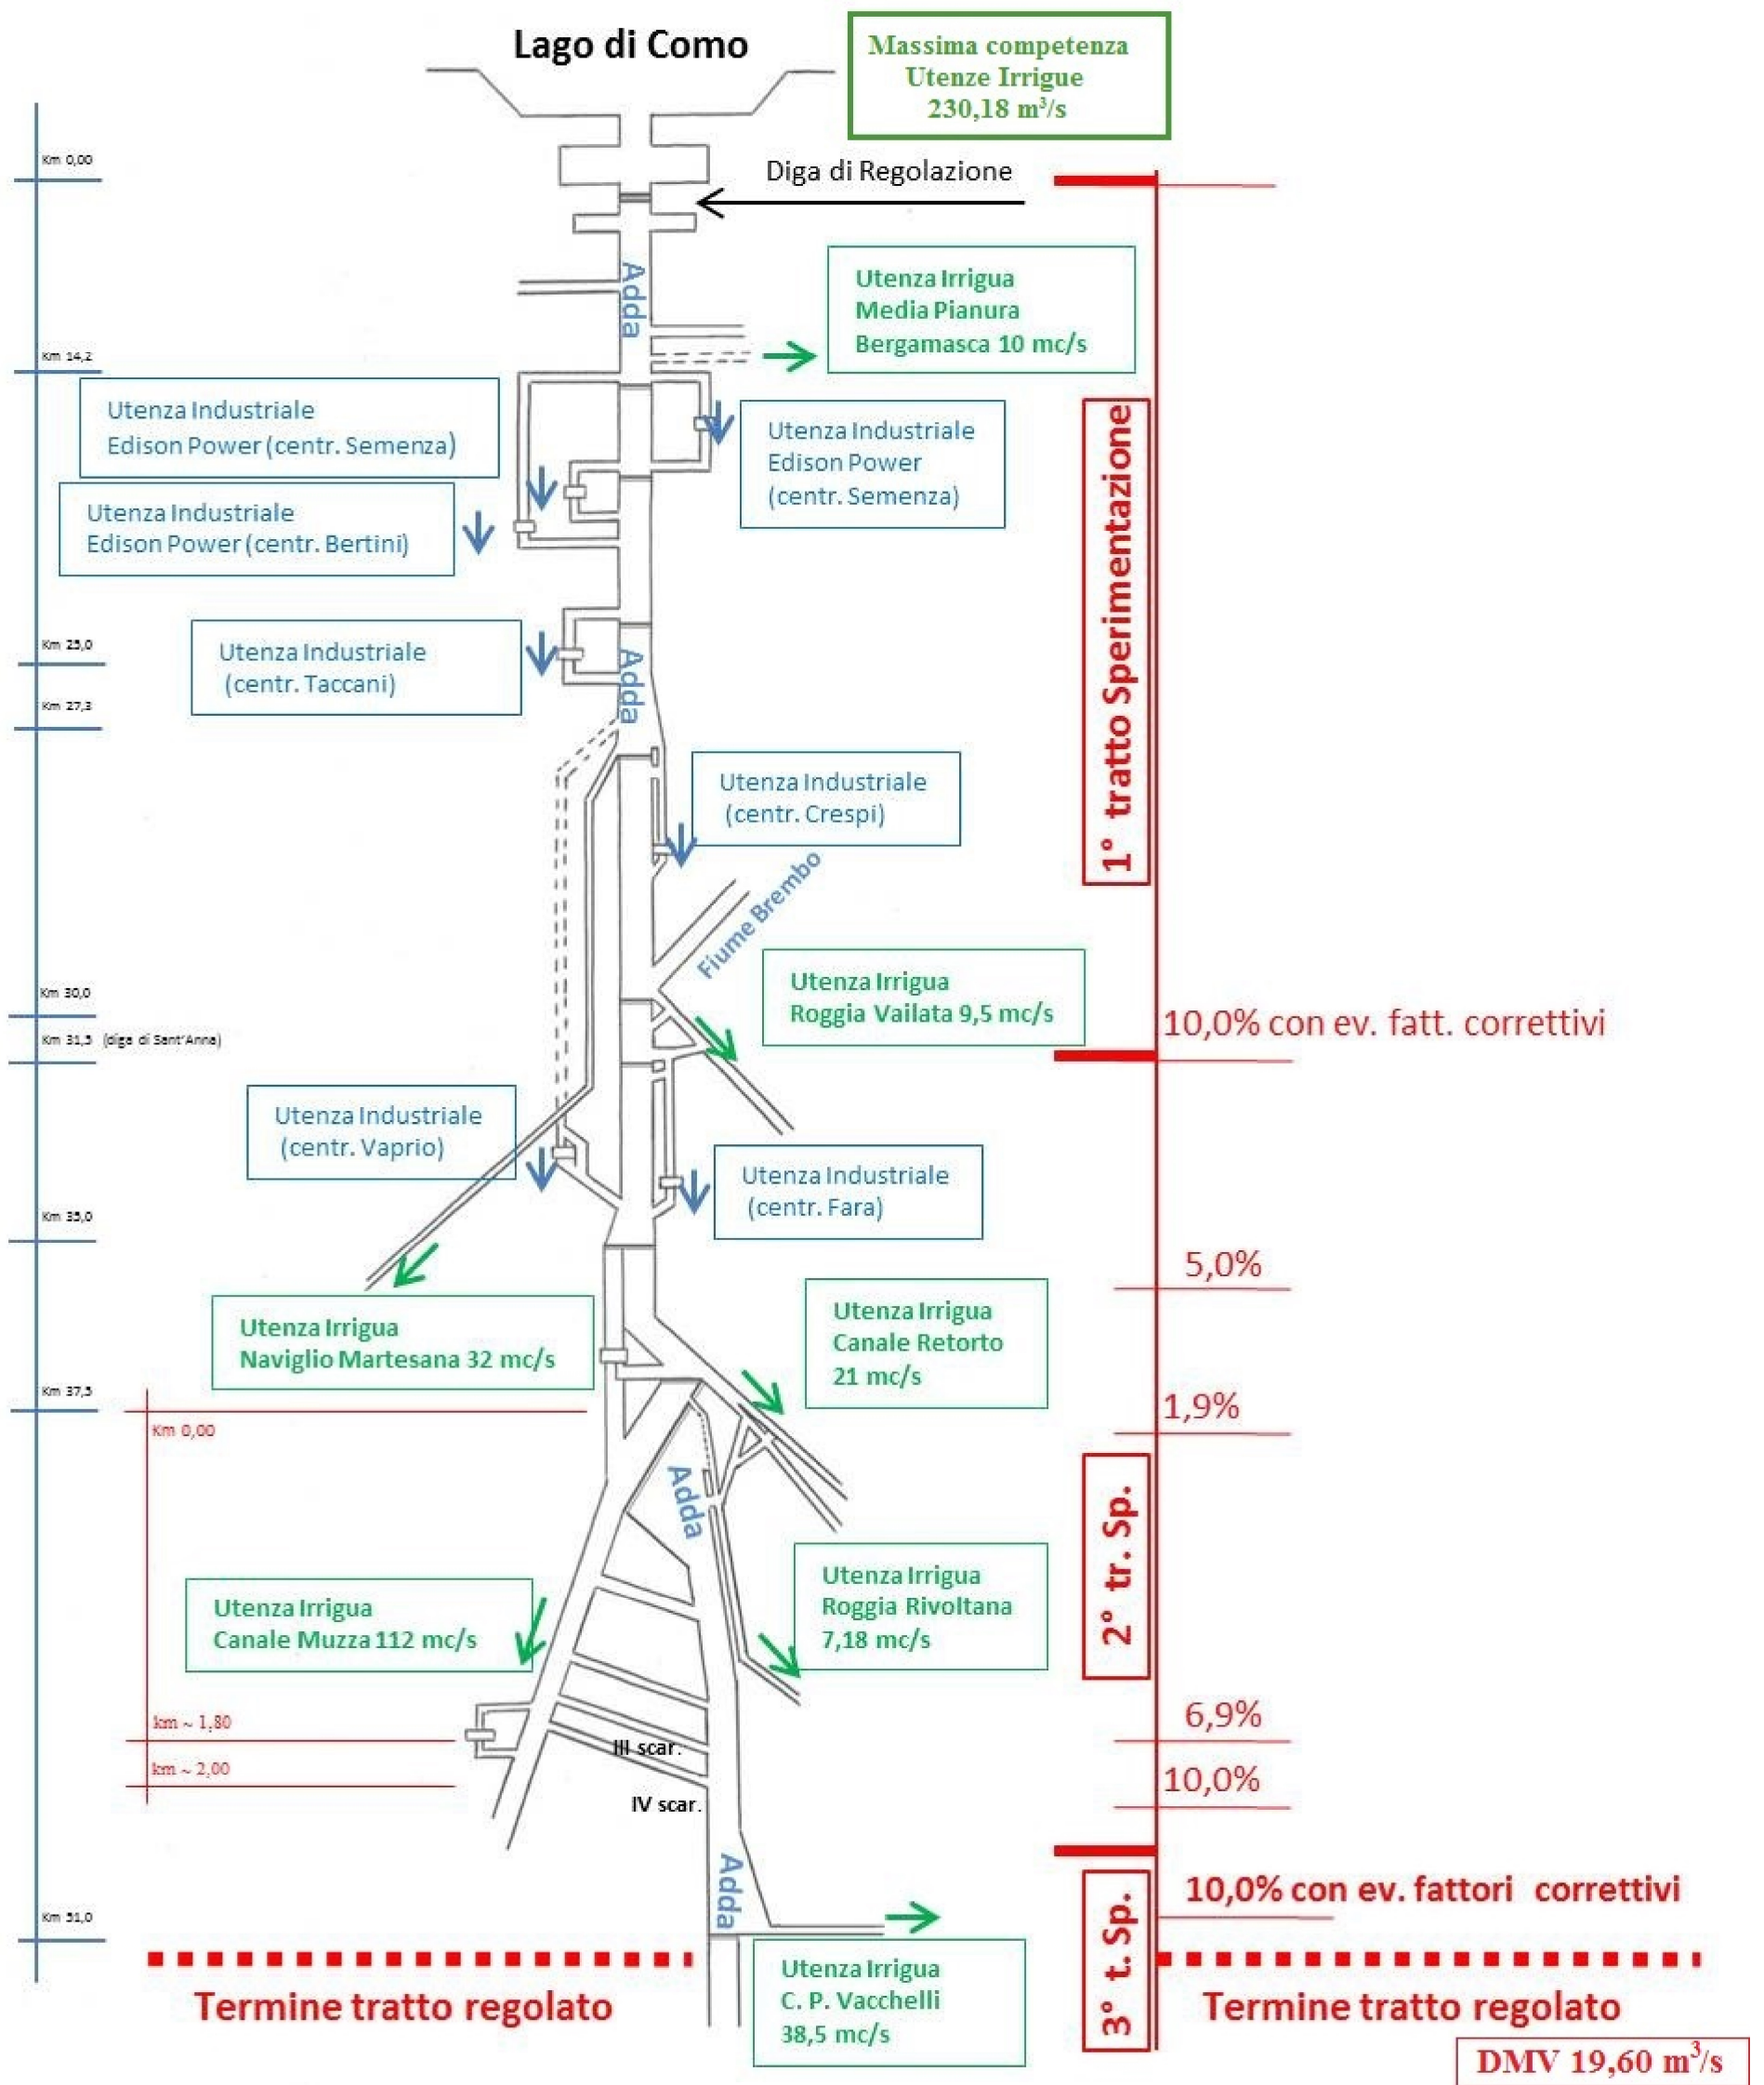 Lago di Como
Massima competenza
Utenze Irrigue
230,18 m³/s
Km 0,00
Diga di Regolazione
Adda
Utenza Irrigua
Media Pianura
Bergamasca 10 mc/s
Km 14,2
Utenza Industriale
Edison Power (centr. Semenza)
Utenza Industriale
Edison Power
(centr. Semenza)
Utenza Industriale
Edison Power (centr. Bertini)
1° tratto Sperimentazione
Km 25,0
Utenza Industriale
(centr. Taccani)
Adda
Km 27,3
Utenza Industriale
(centr. Crespi)
Fiume Brembo
Utenza Irrigua
Roggia Vailata 9,5 mc/s
Km 30,0
10,0% con ev. fatt. correttivi
Km 31,3 (diga di Sant'Anna)
Utenza Industriale
(centr. Vaprio)
Utenza Industriale
(centr. Fara)
Km 35,0
5,0%
Utenza Irrigua
Naviglio Martesana 32 mc/s
Utenza Irrigua
Canale Retorto
21 mc/s
Km 37,3
1,9%
Km 0,00
Adda
2° tr. Sp.
Utenza Irrigua
Canale Muzza 112 mc/s
Utenza Irrigua
Roggia Rivoltana
7,18 mc/s
6,9%
km ~ 1,80
III scar.
km ~ 2,00
10,0%
IV scar.
Adda
3° t. Sp.
10,0% con ev. fattori correttivi
Km 51,0
Utenza Irrigua
C. P. Vacchelli
38,5 mc/s
Termine tratto regolato
Termine tratto regolato
DMV 19,60 m³/s